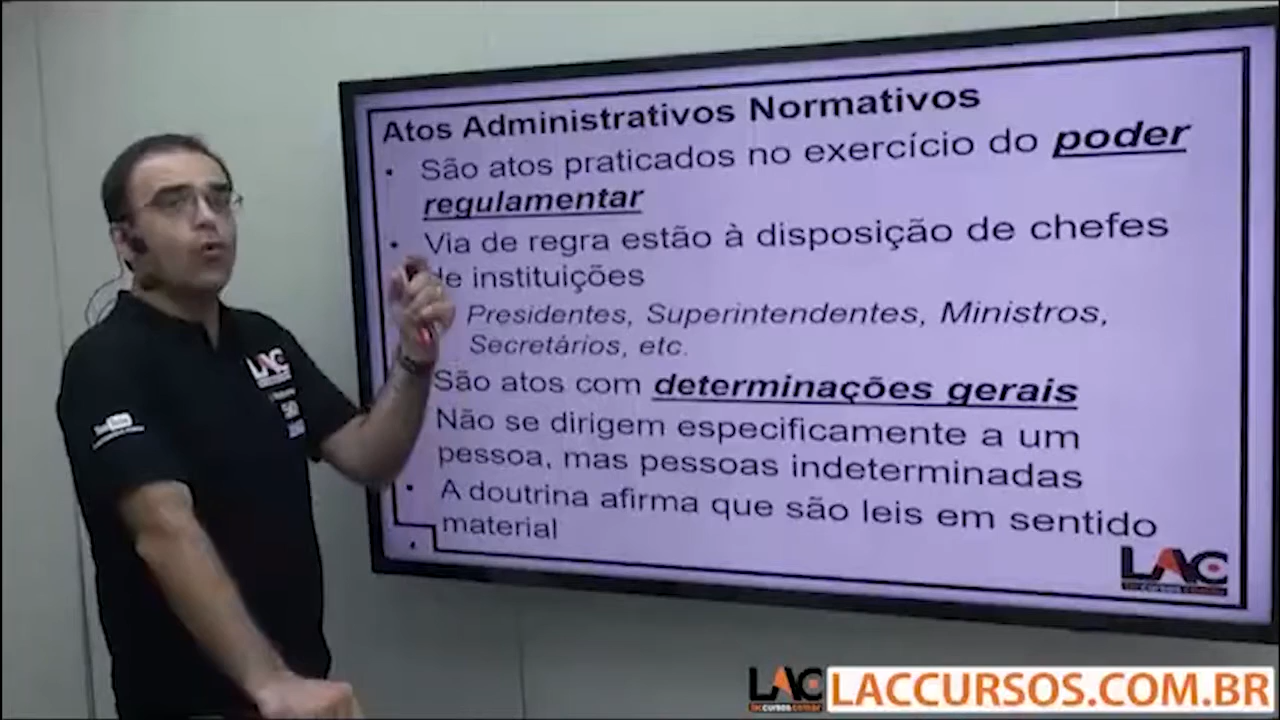 Atos Administrativos Normativos
• São atos praticados no exercício do poder
regulamentar
• Via de regra estão à disposição de chefes
de instituições
Presidentes, Superintendentes, Ministros,
Secretários, etc.
São atos com determinações gerais
Não se dirigem especificamente a um
pessoa, mas pessoas indeterminadas
• A doutrina afirma que são leis em sentido
material
LAC
LAC
LAC
LACCURSOS.COM.BR